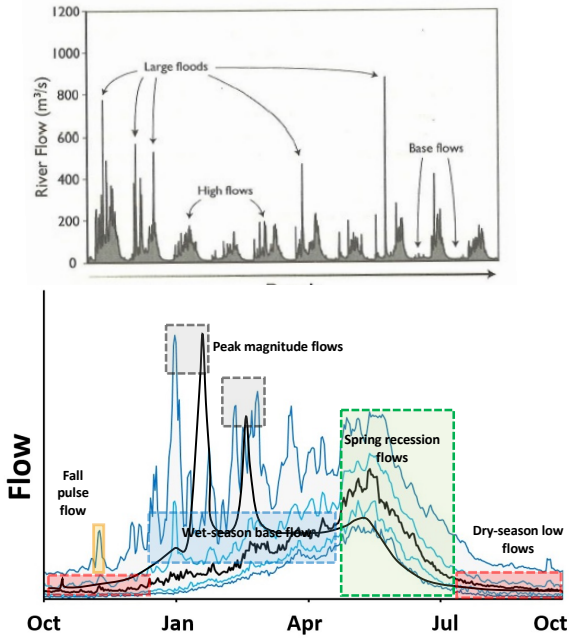 1200
1000
800
600
400
200
0
River Flow (m³/s)
Large floods
High flows
Base flows
Peak magnitude flows
Spring recession
flows
Fall
pulse
flow
Wet-season base flow
Dry-season low
flows
Flow
Oct
Jan
Apr
Jul
Oct